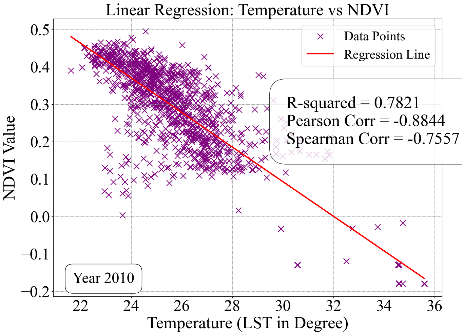 Linear Regression: Temperature vs NDVI
Data Points
Regression Line
R-squared = 0.7821
Pearson Corr = -0.8844
Spearman Corr = -0.7557
NDVI Value
0.5
0.4
0.3
0.2
0.1
0.0
−0.1
−0.2
Year 2010
22 24 26 28 30 32 34 36
Temperature (LST in Degree)